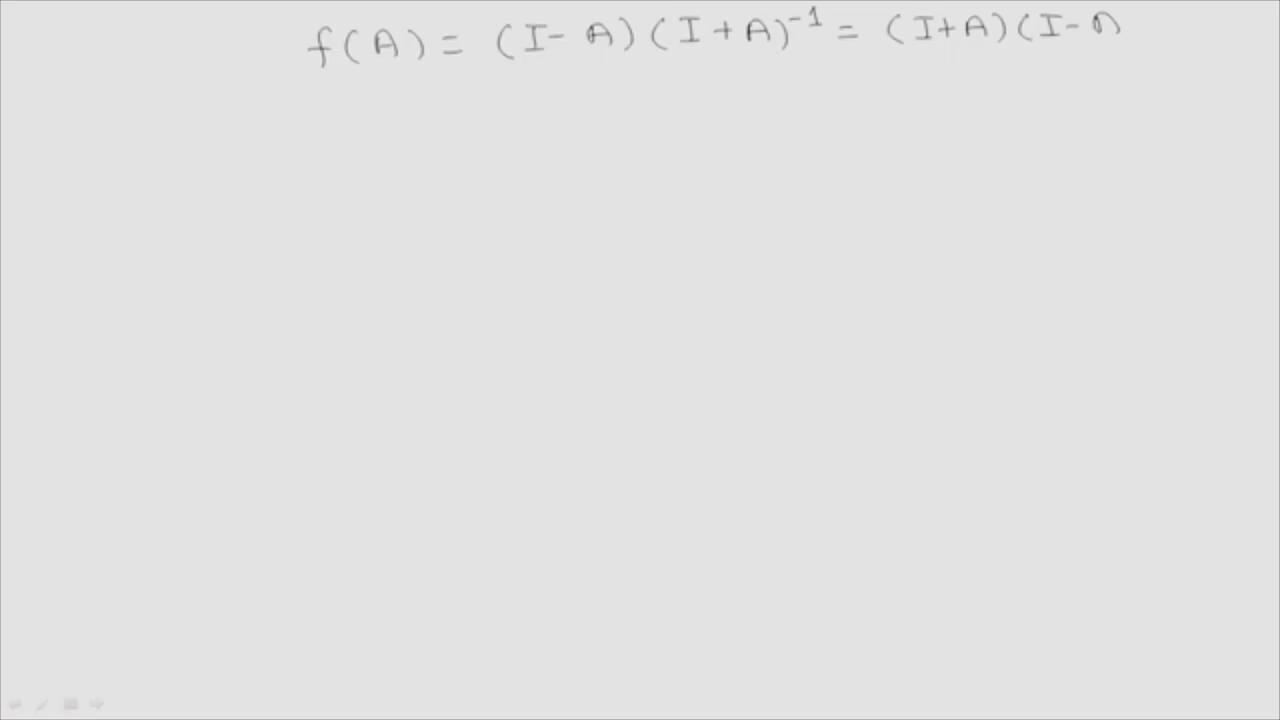 f(A) = (I - A)(I + A)⁻¹ = (I+A)(I-